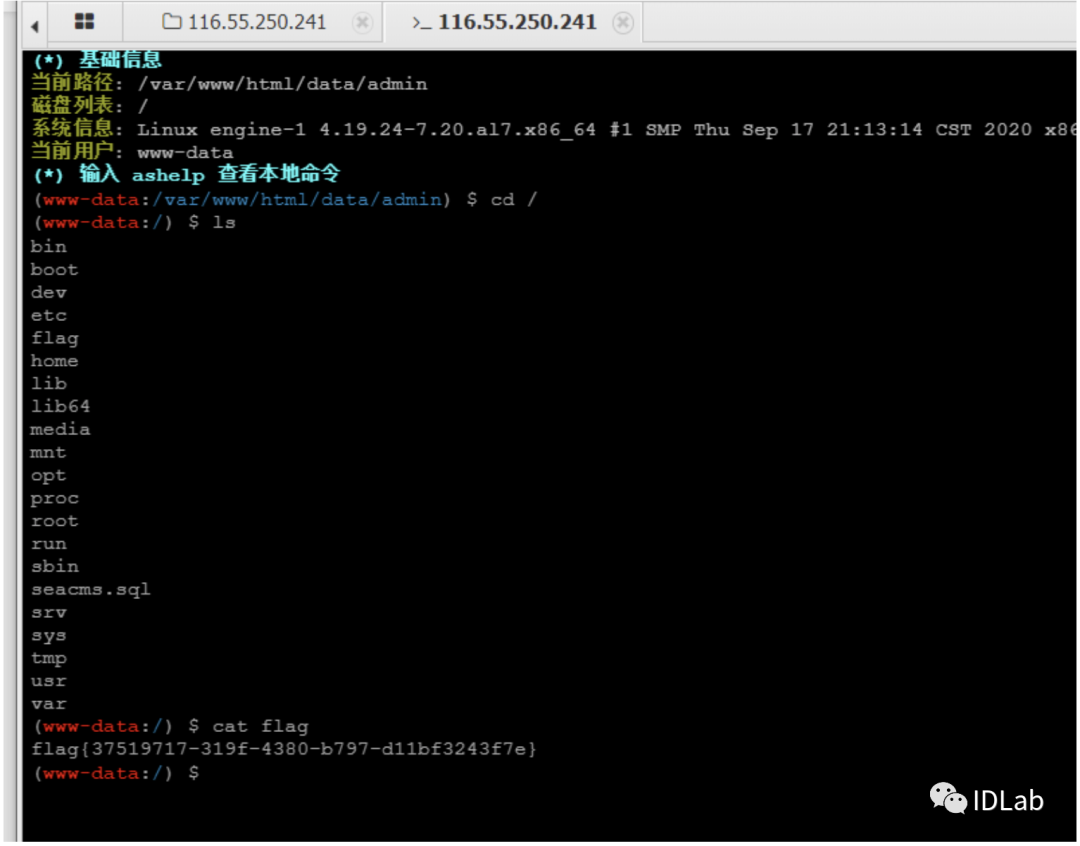 116.55.250.241 >_ 116.55.250.241
(*) 基础信息
当前路径: /var/www/html/data/admin
磁盘列表: /
系统信息: Linux engine-1 4.19.24-7.20.al7.x86_64 #1 SMP Thu Sep 17 21:13:14 CST 2020 x86
当前用户: www-data
(*) 输入 ashelp 查看本地命令
(www-data:/var/www/html/data/admin) $ cd /
(www-data:/) $ ls
bin
boot
dev
etc
flag
home
lib
lib64
media
mnt
opt
proc
root
run
sbin
seacms.sql
srv
sys
tmp
usr
var
(www-data:/) $ cat flag
flag{37519717-319f-4380-b797-d11bf3243f7e}
(www-data:/) $
IDLab